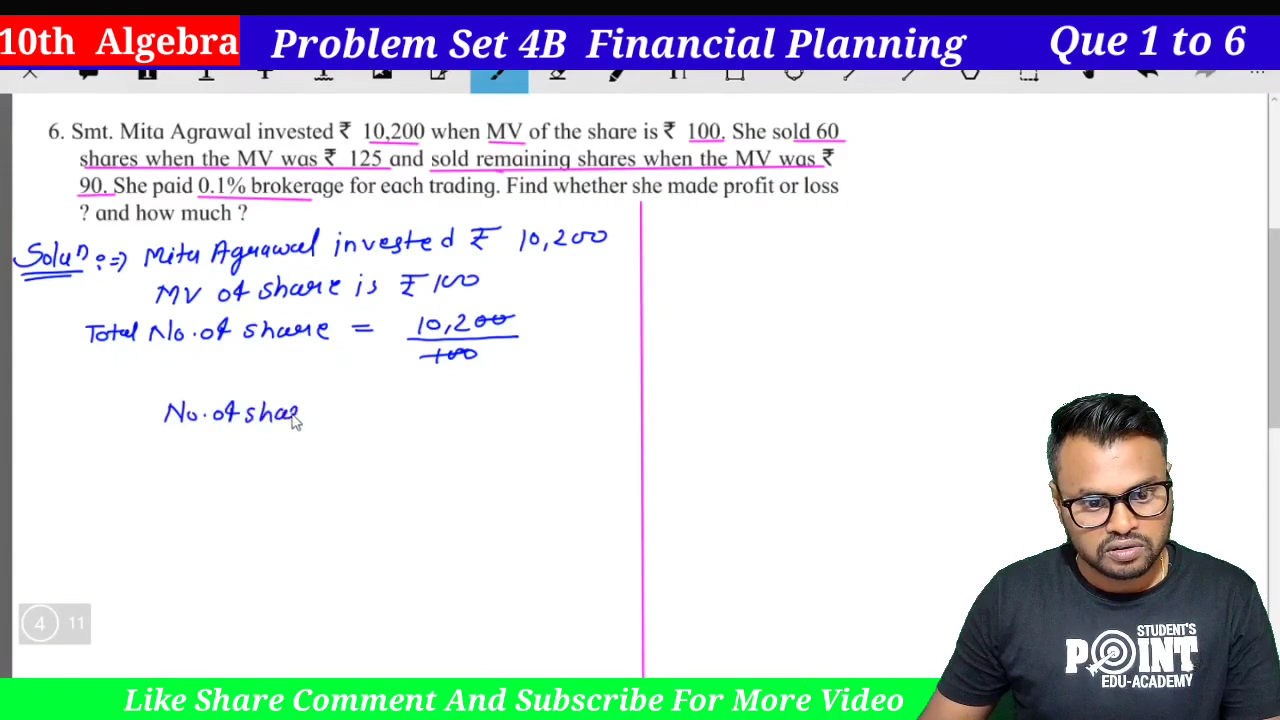 10th Algebra Problem Set 4B Financial Planning Que 1 to 6
6. Smt. Mita Agrawal invested ₹ 10,200 when MV of the share is ₹ 100. She sold 60
shares when the MV was ₹ 125 and sold remaining shares when the MV was ₹
90. She paid 0.1% brokerage for each trading. Find whether she made profit or loss
? and how much ?
Soluⁿ :⇒ Mita Agrawal invested ₹ 10,200
MV of share is ₹ 100
Total No. of share = 10,200
100
No. of shar
4 11
STUDENT'S
POINT
EDU-ACADEMY
Like Share Comment And Subscribe For More Video